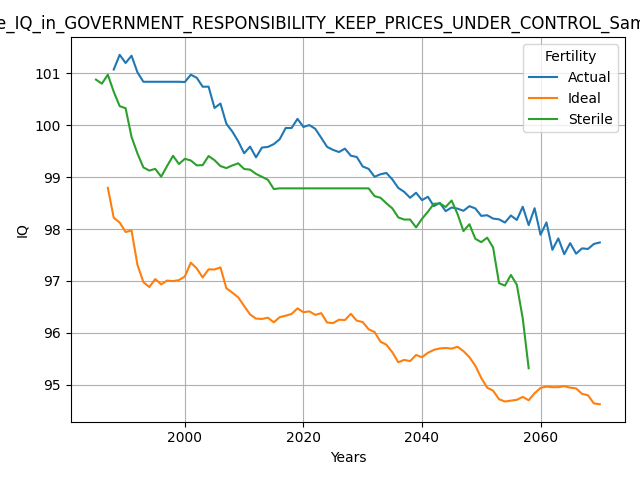 e_IQ_in_GOVERNMENT_RESPONSIBILITY_KEEP_PRICES_UNDER_CONTROL_Sam
Fertility
Actual
Ideal
Sterile
101
100
99
98
97
96
95
IQ
2000
2020
2040
2060
Years